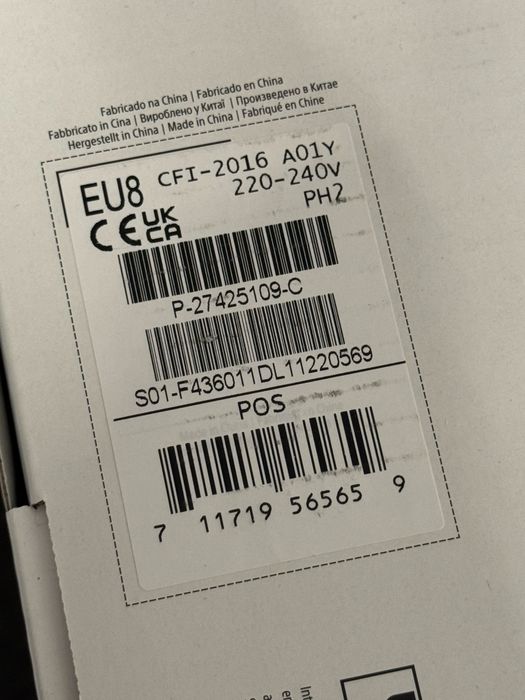 Fabricado na China | Fabricado en China
Fabbricato in Cina | Вироблено у Китаї | Произведено в Китае
Hergestellt in China | Made in China | Fabriqué en Chine
EU8 CFI-2016 A01Y
220-240V
PH2
CE UK
CA
P-27425109-C
S01-F436011DL11220569
POS
7 11719 56565 9